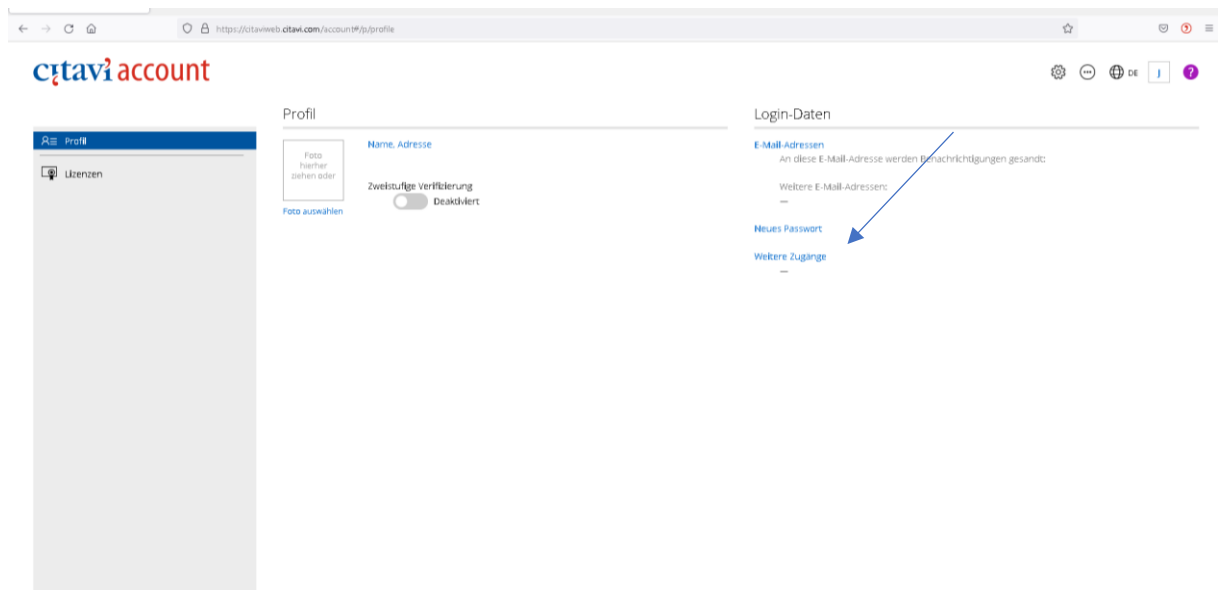 https://citaviweb.citavi.com/account#/p/profile
citavi account
DE
J
?
Profil
Lizenzen
Profil
Foto
hierher
ziehen oder
Foto auswählen
Name, Adresse
Zweistufige Verifizierung
Deaktiviert
Login-Daten
E-Mail-Adressen
An diese E-Mail-Adresse werden Benachrichtigungen gesandt:
Weitere E-Mail-Adressen:
—
Neues Passwort
Weitere Zugänge
—